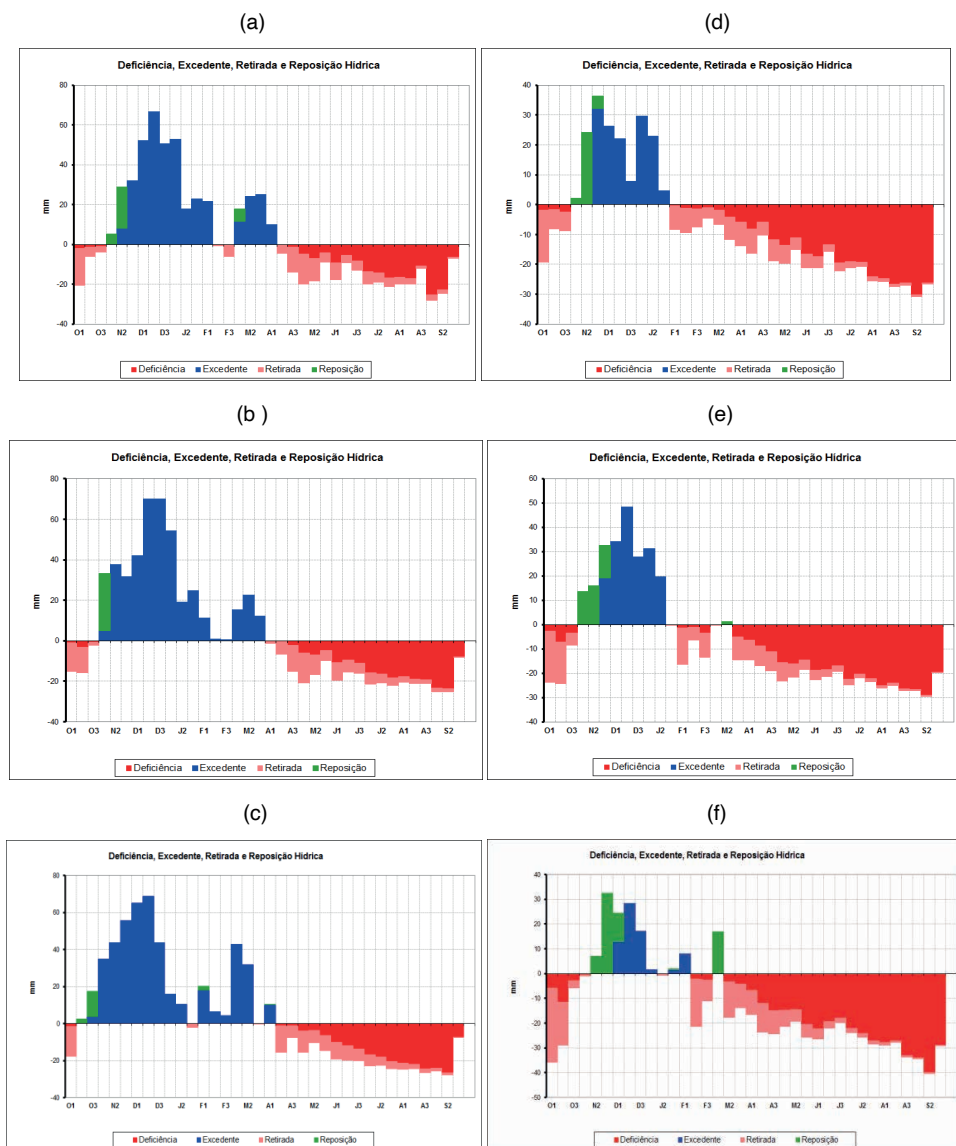 (a)
Deficiência, Excedente, Retirada e Reposição Hídrica
80
60
40
20
0
-20
-40
mm
O1 O3 N2 D1 D3 J2 F1 F3 M2 A1 A3 M2 J1 J3 J2 A1 A3 S2
Deficiência Excedente Retirada Reposição
(d)
Deficiência, Excedente, Retirada e Reposição Hídrica
40
30
20
10
0
-10
-20
-30
-40
mm
O1 O3 N2 D1 D3 J2 F1 F3 M2 A1 A3 M2 J1 J3 J2 A1 A3 S2
Deficiência Excedente Retirada Reposição
(b )
Deficiência, Excedente, Retirada e Reposição Hídrica
80
60
40
20
0
-20
-40
mm
O1 O3 N2 D1 D3 J2 F1 F3 M2 A1 A3 M2 J1 J3 J2 A1 A3 S2
Deficiência Excedente Retirada Reposição
(e)
Deficiência, Excedente, Retirada e Reposição Hídrica
60
50
40
30
20
10
0
-10
-20
-30
-40
mm
O1 O3 N2 D1 D3 J2 F1 F3 M2 A1 A3 M2 J1 J3 J2 A1 A3 S2
Deficiência Excedente Retirada Reposição
(c)
Deficiência, Excedente, Retirada e Reposição Hídrica
80
60
40
20
0
-20
-40
mm
O1 O3 N2 D1 D3 J2 F1 F3 M2 A1 A3 M2 J1 J3 J2 A1 A3 S2
Deficiência Excedente Retirada Reposição
(f)
Deficiência, Excedente, Retirada e Reposição Hídrica
40
30
20
10
0
-10
-20
-30
-40
-50
mm
O1 O3 N2 D1 D3 J2 F1 F3 M2 A1 A3 M2 J1 J3 J2 A1 A3 S2
Deficiência Excedente Retirada Reposição